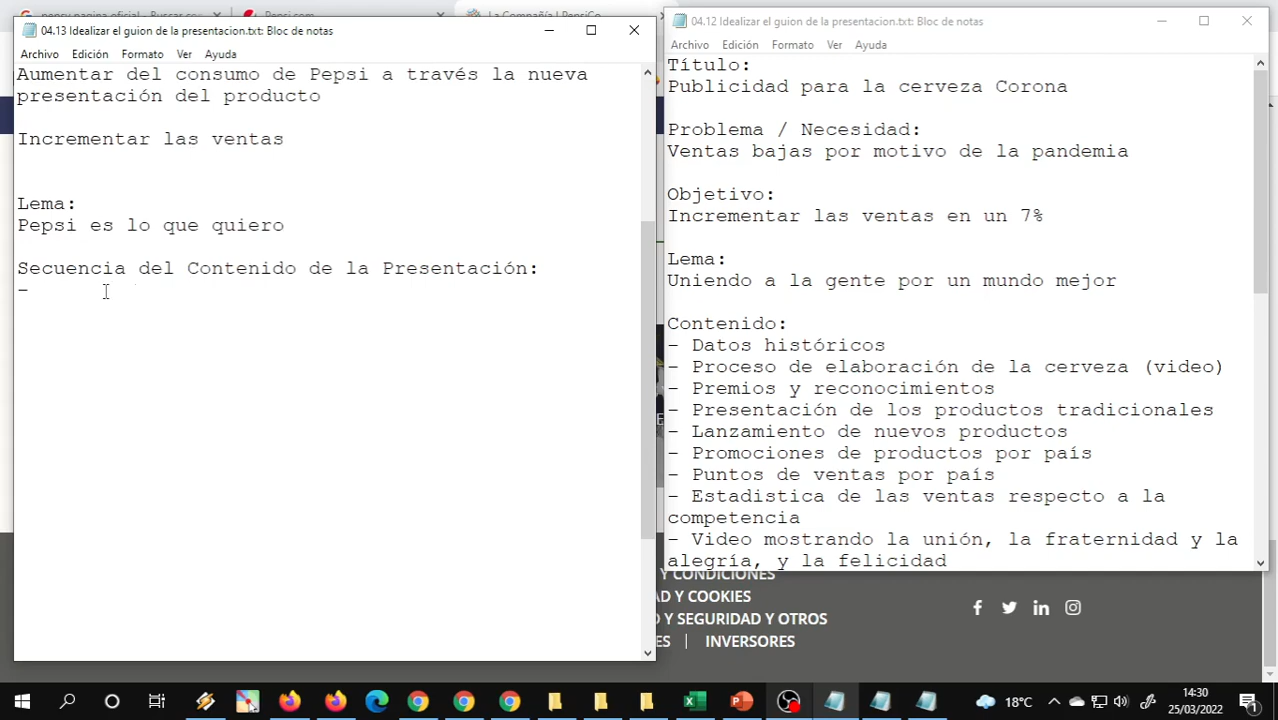 04.13 Idealizar el guion de la presentacion.txt: Bloc de notas
Archivo Edición Formato Ver Ayuda
Aumentar del consumo de Pepsi a través la nueva
presentación del producto
Incrementar las ventas
Lema:
Pepsi es lo que quiero
Secuencia del Contenido de la Presentación:
-
04.12 Idealizar el guion de la presentacion.txt: Bloc de notas
Archivo Edición Formato Ver Ayuda
Título:
Publicidad para la cerveza Corona
Problema / Necesidad:
Ventas bajas por motivo de la pandemia
Objetivo:
Incrementar las ventas en un 7%
Lema:
Uniendo a la gente por un mundo mejor
Contenido:
- Datos históricos
- Proceso de elaboración de la cerveza (video)
- Premios y reconocimientos
- Presentación de los productos tradicionales
- Lanzamiento de nuevos productos
- Promociones de productos por país
- Puntos de ventas por país
- Estadistica de las ventas respecto a la
competencia
- Video mostrando la unión, la fraternidad y la
alegría, y la felicidad
Y CONDICIONES
AD Y COOKIES
D Y SEGURIDAD Y OTROS
ES | INVERSORES
18°C
14:30
25/03/2022